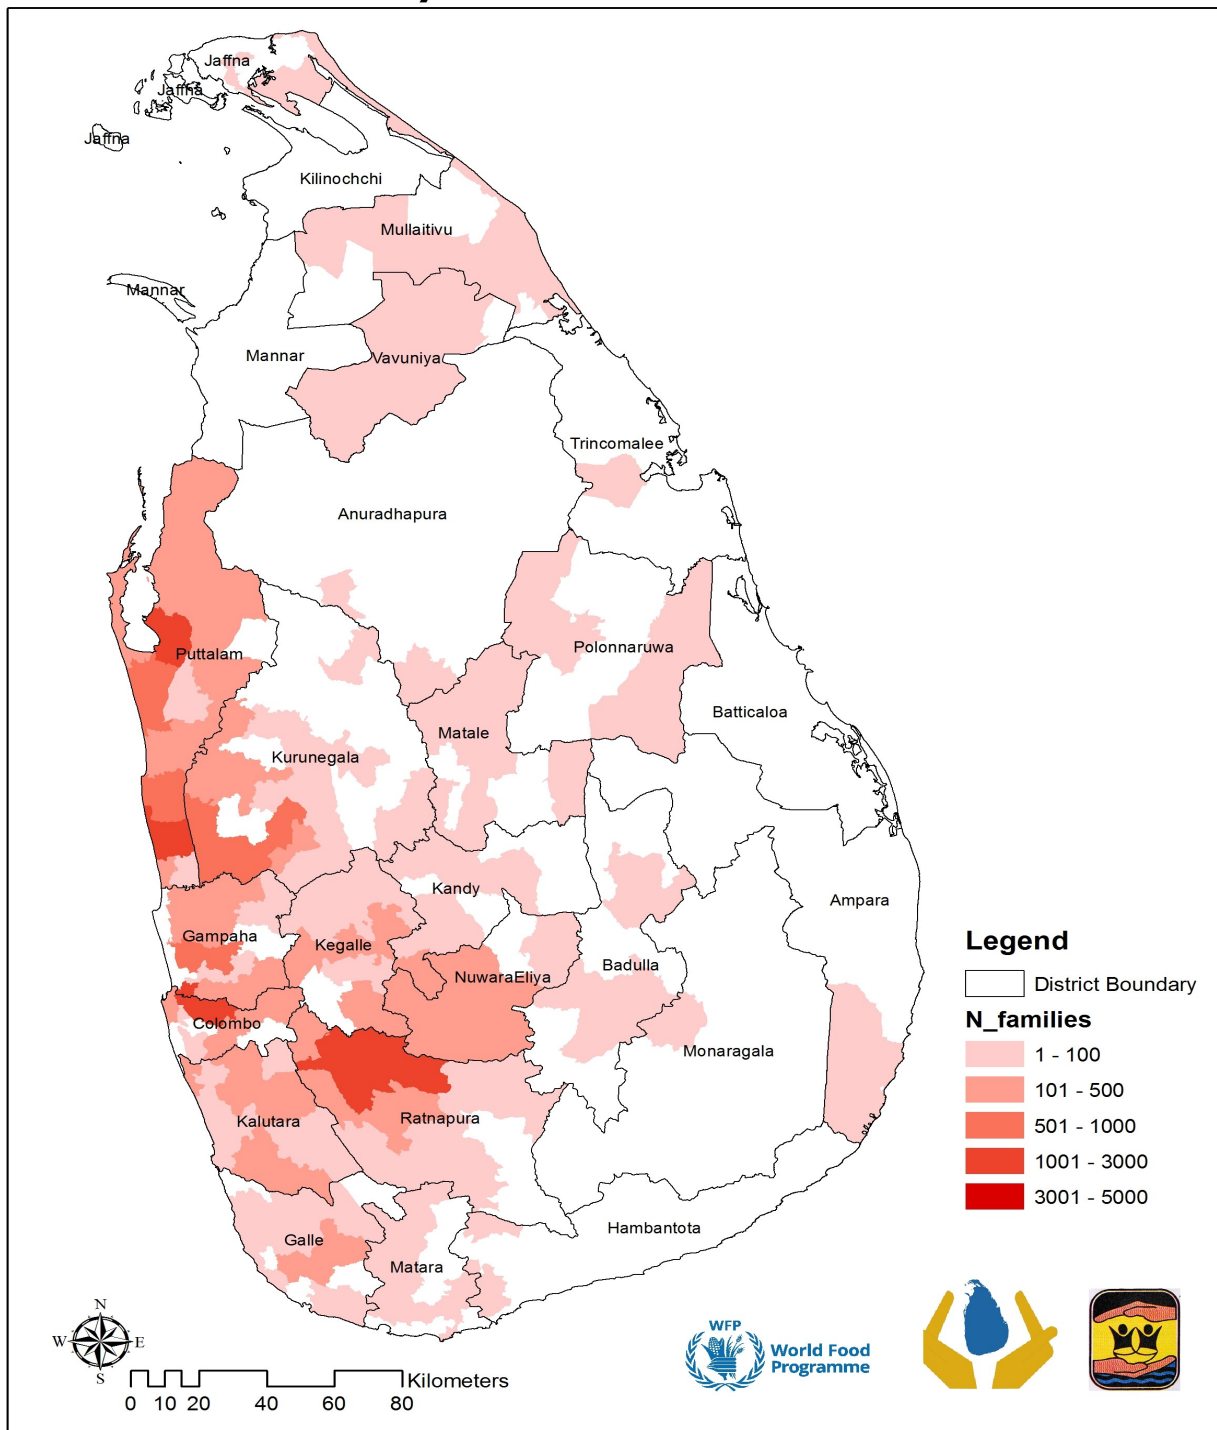 Jaffna
Jaffna
Jaffna
Kilinochchi
Mullaitivu
Mannar
Mannar
Vavuniya
Trincomalee
Anuradhapura
Puttalam
Polonnaruwa
Batticaloa
Matale
Kurunegala
Kandy
Ampara
Gampaha
Kegalle
Badulla
NuwaraEliya
Colombo
Monaragala
Kalutara
Ratnapura
Hambantota
Galle
Matara
Legend
District Boundary
N_families
1 - 100
101 - 500
501 - 1000
1001 - 3000
3001 - 5000
N
W E
S
Kilometers
0 10 20 40 60 80
WFP
World Food
Programme